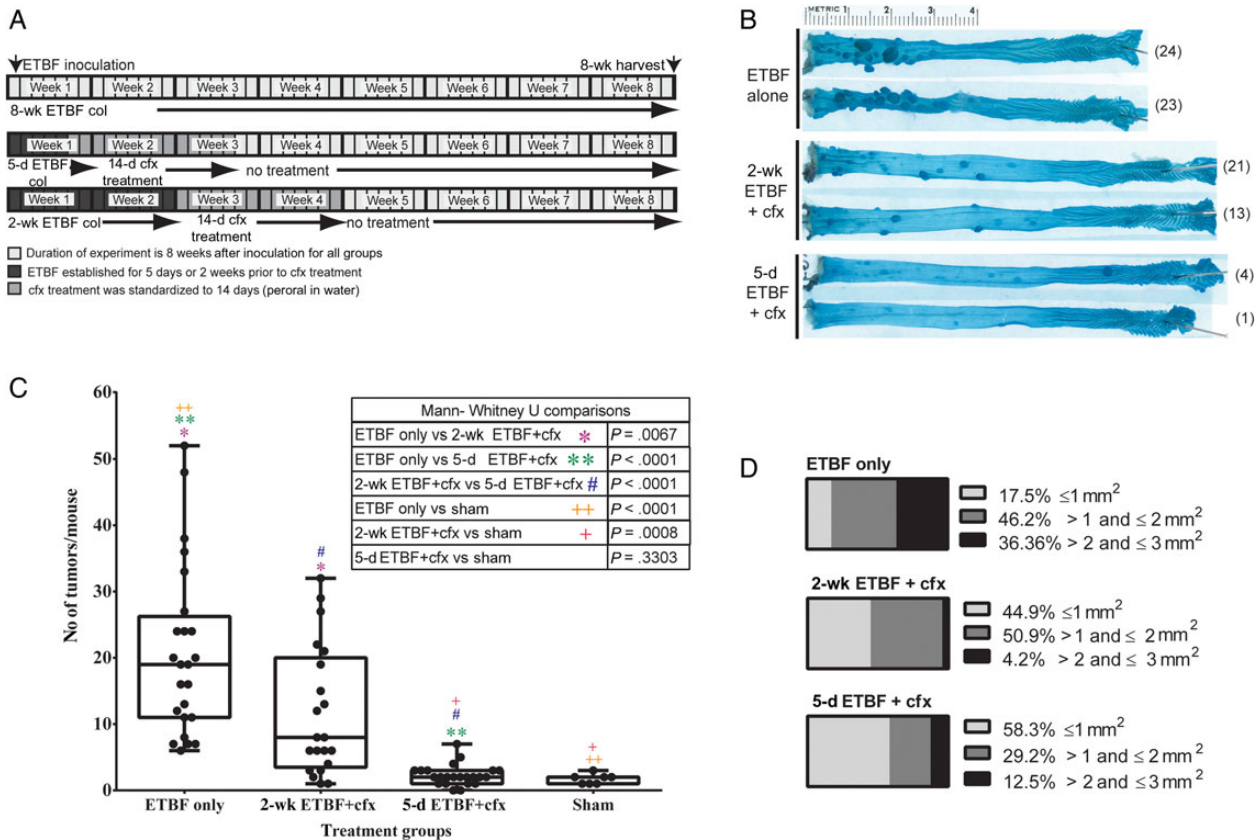 A
ETBF inoculation
8-wk harvest
Week 1 Week 2 Week 3 Week 4 Week 5 Week 6 Week 7 Week 8
8-wk ETBF col
Week 1 Week 2 Week 3 Week 4 Week 5 Week 6 Week 7 Week 8
5-d ETBF col
14-d cfx treatment
no treatment
Week 1 Week 2 Week 3 Week 4 Week 5 Week 6 Week 7 Week 8
2-wk ETBF col
14-d cfx treatment
no treatment
Duration of experiment is 8 weeks after inoculation for all groups
ETBF established for 5 days or 2 weeks prior to cfx treatment
cfx treatment was standardized to 14 days (peroral in water)
B
METRIC 1 2 3 4
ETBF alone
(24)
(23)
2-wk ETBF + cfx
(21)
(13)
5-d ETBF + cfx
(4)
(1)
C
No of tumors/mouse
60
50
40
30
20
10
0
++
**
*
#
*
+
#
**
+
++
Mann- Whitney U comparisons
ETBF only vs 2-wk ETBF+cfx * P = .0067
ETBF only vs 5-d ETBF+cfx ** P < .0001
2-wk ETBF+cfx vs 5-d ETBF+cfx # P < .0001
ETBF only vs sham ++ P < .0001
2-wk ETBF+cfx vs sham + P = .0008
5-d ETBF+cfx vs sham P = .3303
ETBF only 2-wk ETBF+cfx 5-d ETBF+cfx Sham
Treatment groups
D
ETBF only
17.5% ≤1 mm²
46.2% > 1 and ≤ 2 mm²
36.36% > 2 and ≤ 3 mm²
2-wk ETBF + cfx
44.9% ≤1 mm²
50.9% > 1 and ≤ 2 mm²
4.2% > 2 and ≤ 3 mm²
5-d ETBF + cfx
58.3% ≤1 mm²
29.2% > 1 and ≤ 2 mm²
12.5% > 2 and ≤ 3 mm²